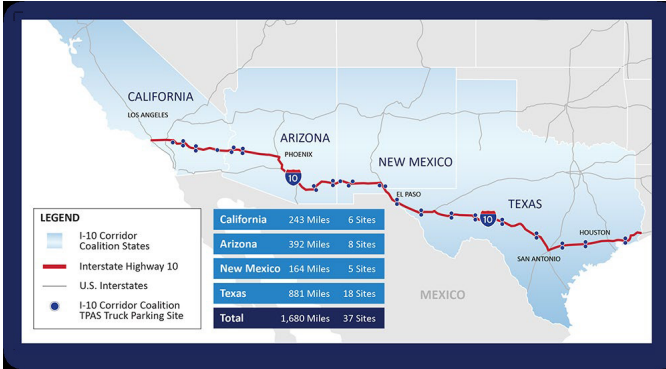 CALIFORNIA
LOS ANGELES
ARIZONA
PHOENIX
10
NEW MEXICO
EL PASO
TEXAS
10
HOUSTON
SAN ANTONIO
MEXICO
LEGEND
I-10 Corridor
Coalition States
Interstate Highway 10
U.S. Interstates
I-10 Corridor Coalition
TPAS Truck Parking Site
California 243 Miles 6 Sites
Arizona 392 Miles 8 Sites
New Mexico 164 Miles 5 Sites
Texas 881 Miles 18 Sites
Total 1,680 Miles 37 Sites